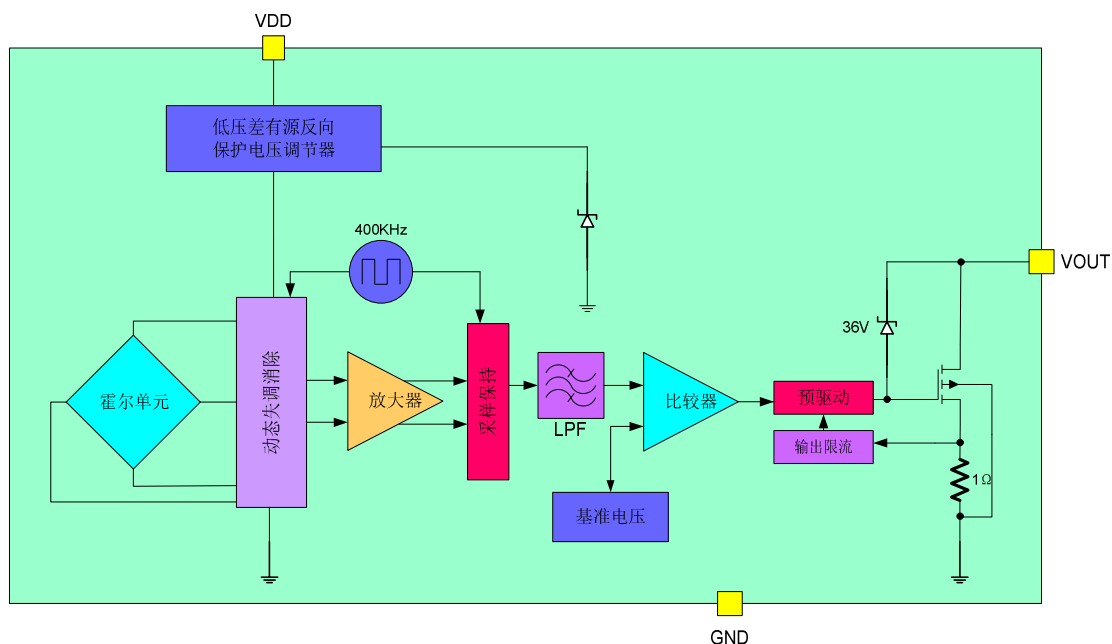 VDD
低压差有源反向
保护电压调节器
400KHz
VOUT
36V
霍尔单元
动态失调消除
放大器
采样保持
LPF
比较器
预驱动
输出限流
1Ω
基准电压
GND